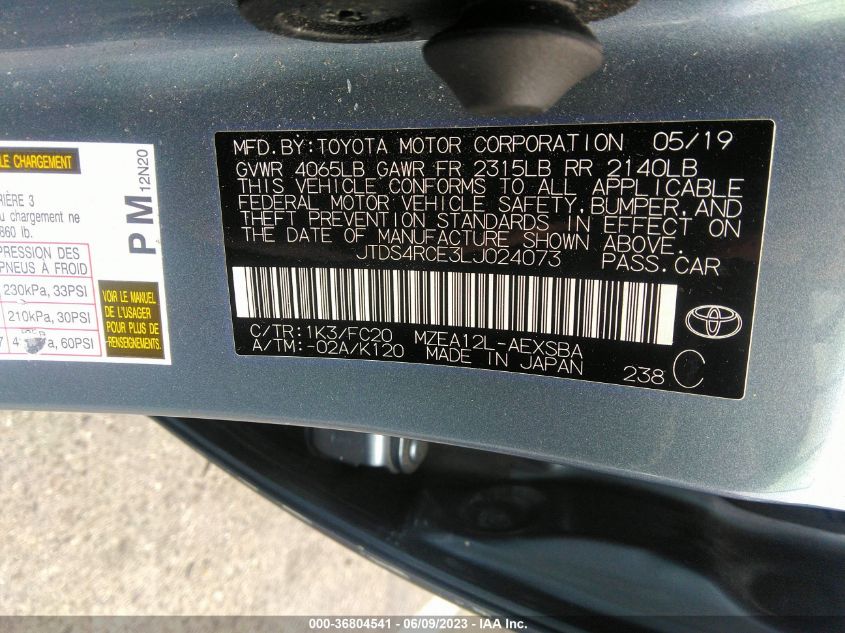 LE CHARGEMENT
RIÈRE 3
u chargement ne
860 lb.
PM 12N20
PRESSION DES
PNEUS À FROID
230kPa, 33PSI
210kPa, 30PSI
60PSI
VOIR LE MANUEL
DE L'USAGER
POUR PLUS DE
RENSEIGNEMENTS
MFD.BY:TOYOTA MOTOR CORPORATION 05/19
GVWR 4065LB GAWR FR 2315LB RR 2140LB
THIS VEHICLE CONFORMS TO ALL APPLICABLE
FEDERAL MOTOR VEHICLE SAFETY,BUMPER,AND
THEFT PREVENTION STANDARDS IN EFFECT ON
THE DATE OF MANUFACTURE SHOWN ABOVE.
JTDS4RCE3LJ024073 PASS.CAR
C/TR:1K3/FC20 MZEA12L-AEXSBA
A/TM:-02A/K120 MADE IN JAPAN
238 C
000-36804541 - 06/09/2023 - IAA Inc.